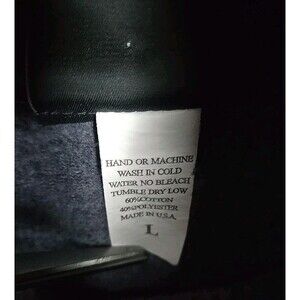 HAND OR MACHINE
WASH IN COLD
WATER NO BLEACH
TUMBLE DRY LOW
60%COTTON
40%POLYESTER
MADE IN U.S.A.
L